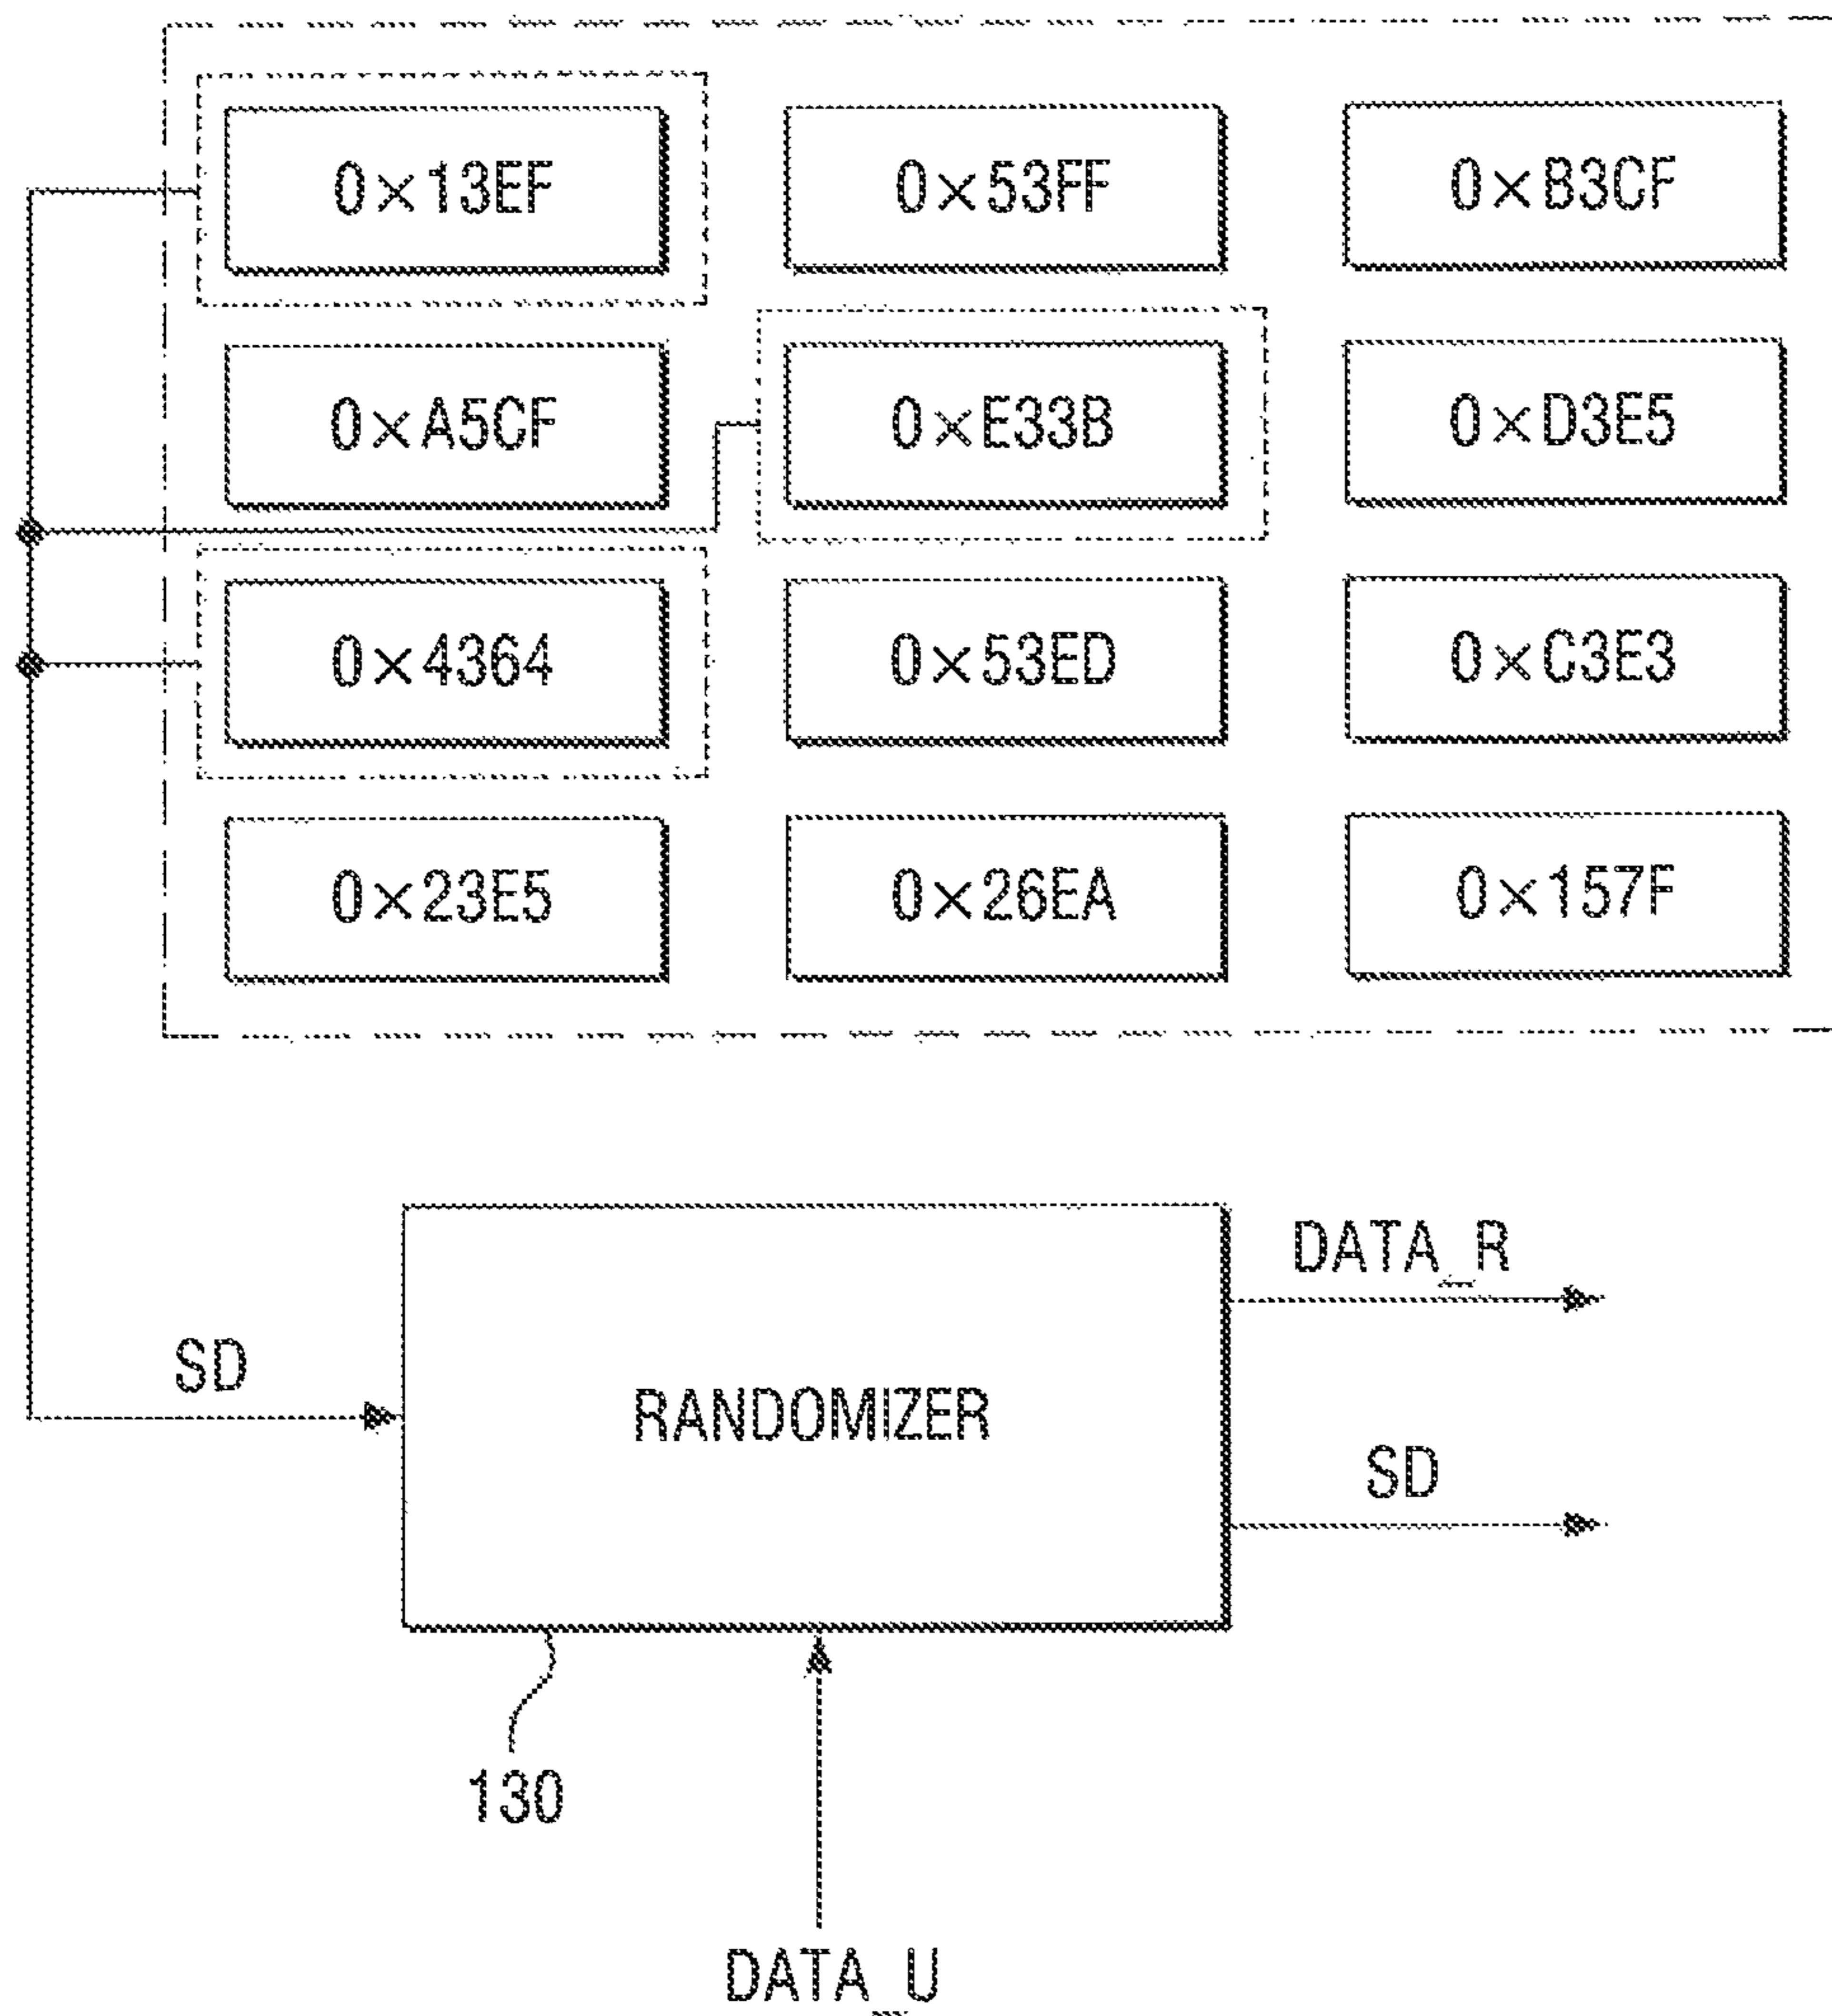 0×13EF 0×53FF 0×B3CF
0×A5CF 0×E33B 0×D3E5
0×4364 0×53ED 0×C3E3
0×23E5 0×26EA 0×157F
DATA_R
SD
RANDOMIZER
SD
130
DATA_U